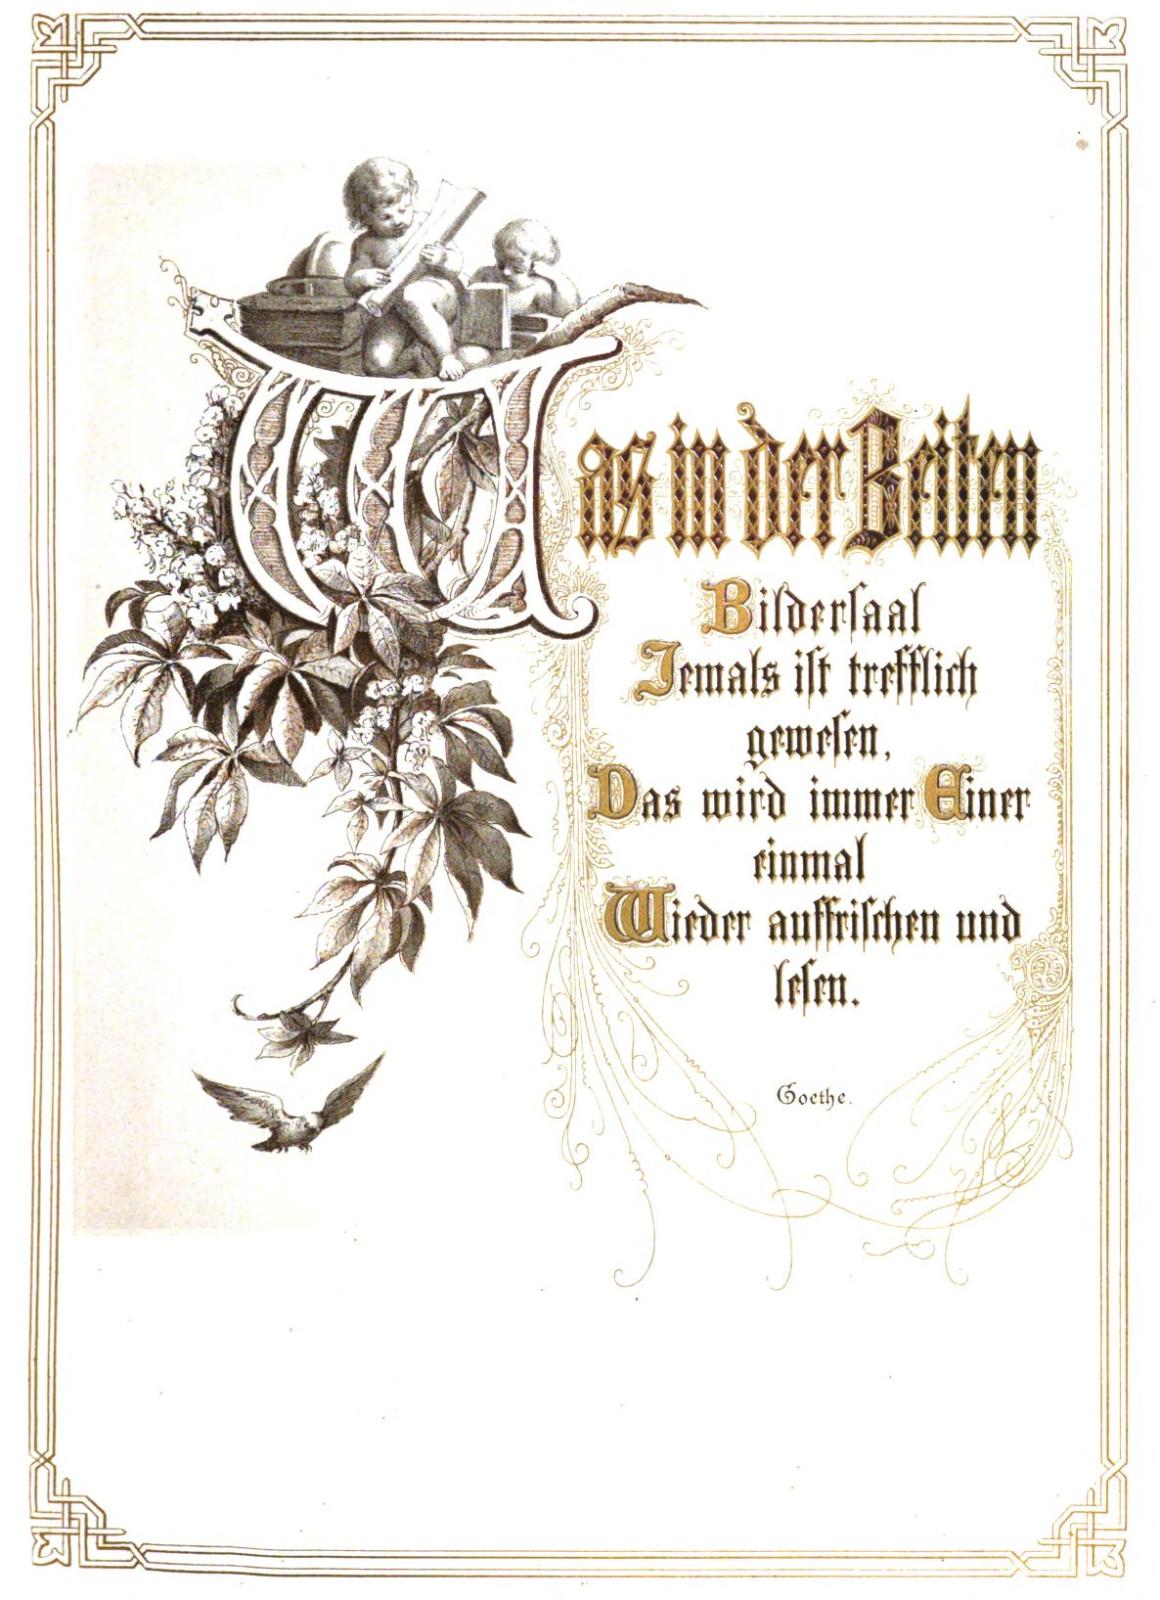 Was in der Zeiten
Bildersaal
Jemals ist trefflich
gewesen,
Das wird immer Einer
einmal
Wieder auffrischen und
lesen.
Goethe.